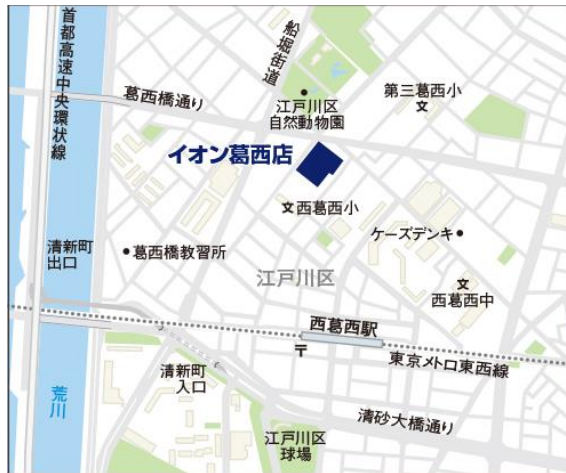 首都高速中央環状線
船堀街道
葛西橋通り
江戸川区
自然動物園
第三葛西小
文
イオン葛西店
文西葛西小
ケーズデンキ
清新町
出口
葛西橋教習所
江戸川区
文
西葛西中
西葛西駅
〒
東京メトロ東西線
清新町
入口
荒川
清砂大橋通り
江戸川区
球場